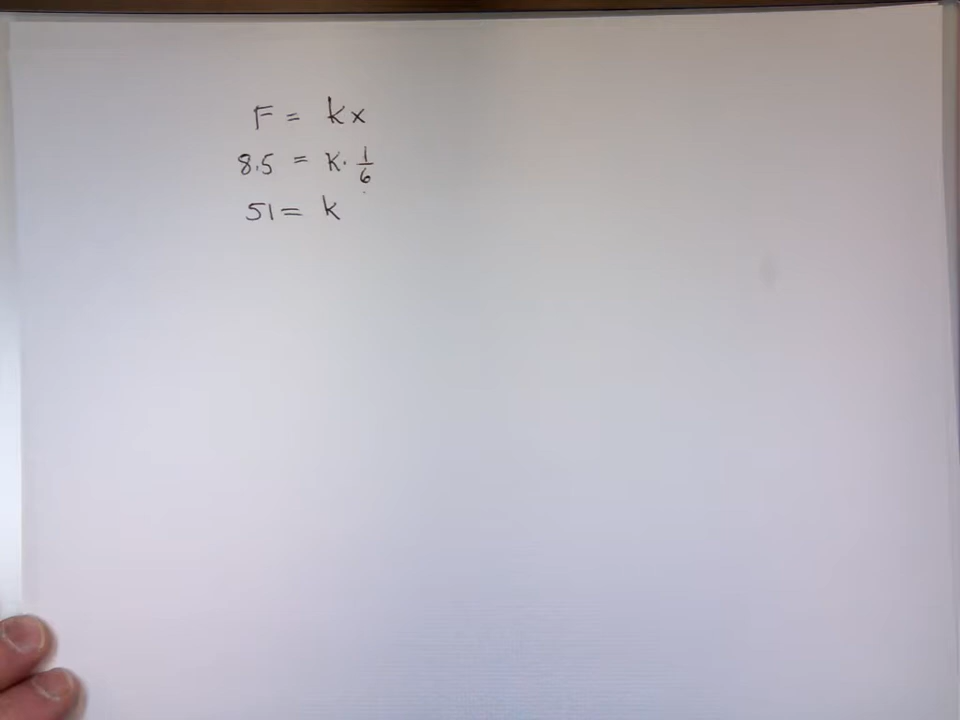 F = kx
8.5 = k · 1/6
51 = k